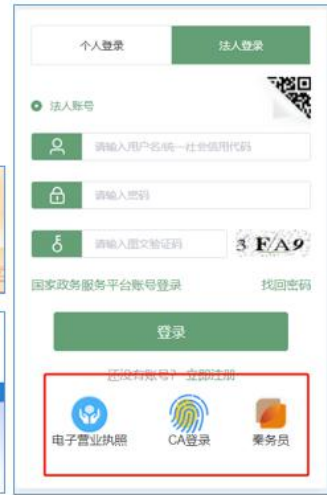 个人登录
法人登录
法人账号
请输入用户名/统一社会信用代码
请输入密码
请输入图文验证码
3 F A 9
国家政务服务平台账号登录
找回密码
登录
还没有账号? 立即注册
电子营业执照
CA登录
秦务员